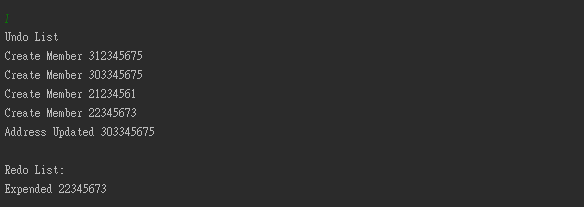 1
Undo List
Create Member 312345675
Create Member 303345675
Create Member 21234561
Create Member 22345673
Address Updated 303345675
Redo List:
Expended 22345673